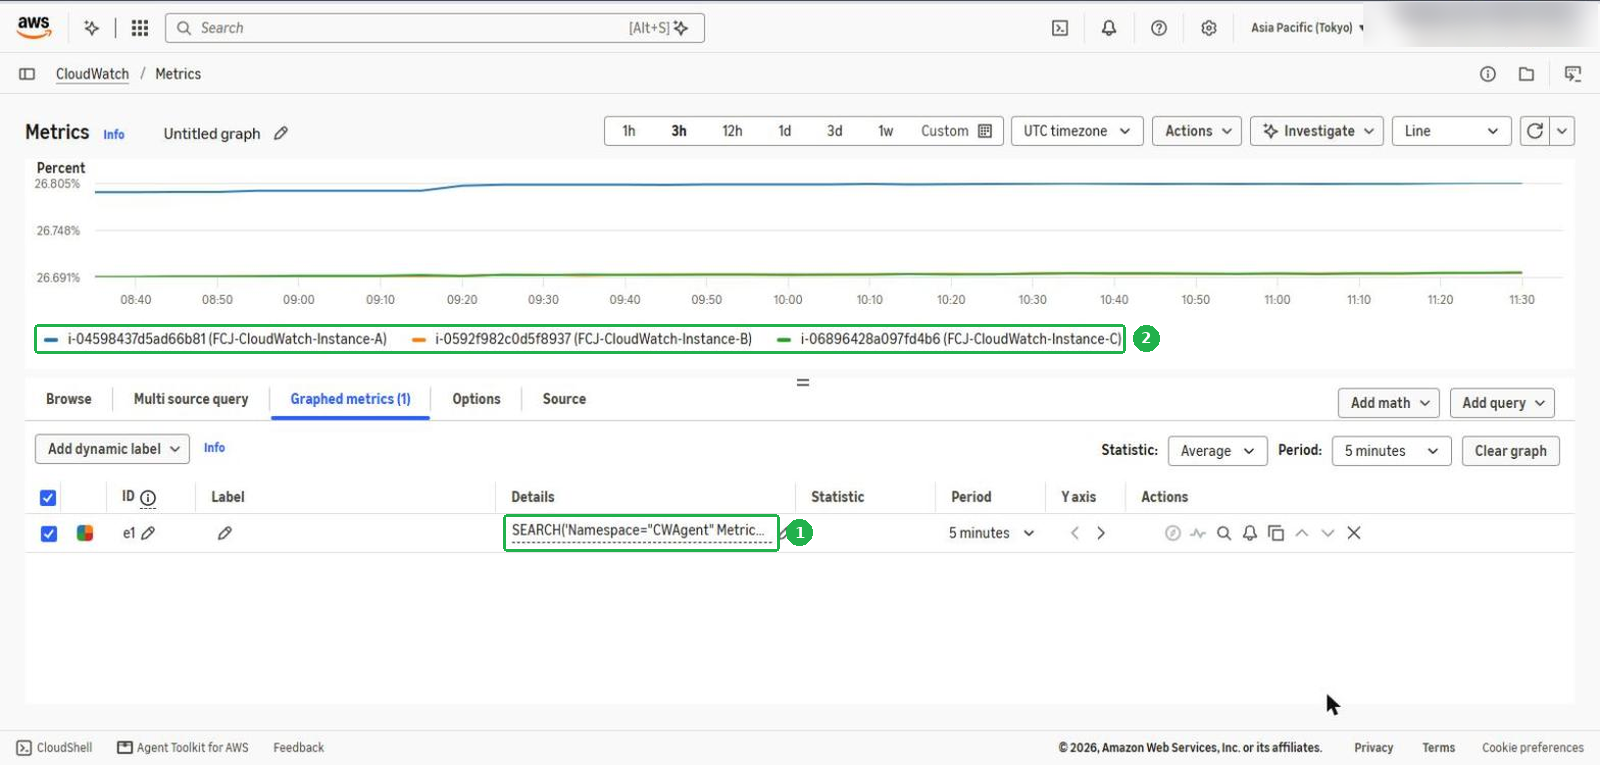 aws
Search [Alt+S]
Asia Pacific (Tokyo)
CloudWatch / Metrics
Metrics Info Untitled graph
1h 3h 12h 1d 3d 1w Custom UTC timezone Actions Investigate Line
Percent
26.805%
26.748%
26.691%
08:40 08:50 09:00 09:10 09:20 09:30 09:40 09:50 10:00 10:10 10:20 10:30 10:40 10:50 11:00 11:10 11:20 11:30
i-04598437d5ad66b81 (FCJ-CloudWatch-Instance-A) i-0592f982c0d5f8937 (FCJ-CloudWatch-Instance-B) i-06896428a097fd4b6 (FCJ-CloudWatch-Instance-C) 2
Browse Multi source query Graphed metrics (1) Options Source Add math Add query
Add dynamic label Info Statistic: Average Period: 5 minutes Clear graph
ID Label Details Statistic Period Y axis Actions
e1 SEARCH('Namespace="CWAgent" Metric... 1 5 minutes
CloudShell Agent Toolkit for AWS Feedback © 2026, Amazon Web Services, Inc. or its affiliates. Privacy Terms Cookie preferences